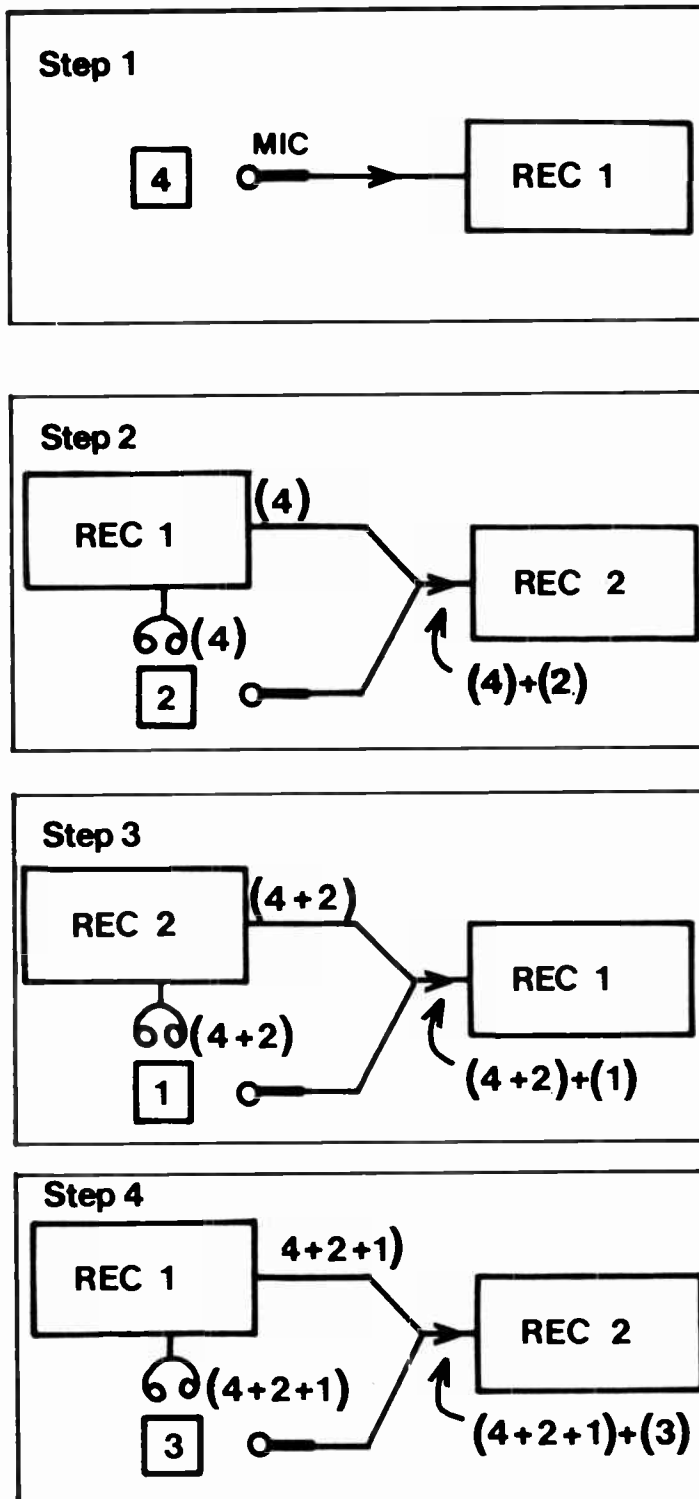 Step 1
MIC
4
REC 1
Step 2
(4)
REC 1
REC 2
(4)
2
(4)+(2)
Step 3
(4+2)
REC 2
REC 1
(4+2)
1
(4+2)+(1)
Step 4
4+2+1)
REC 1
REC 2
(4+2+1)
3
(4+2+1)+(3)